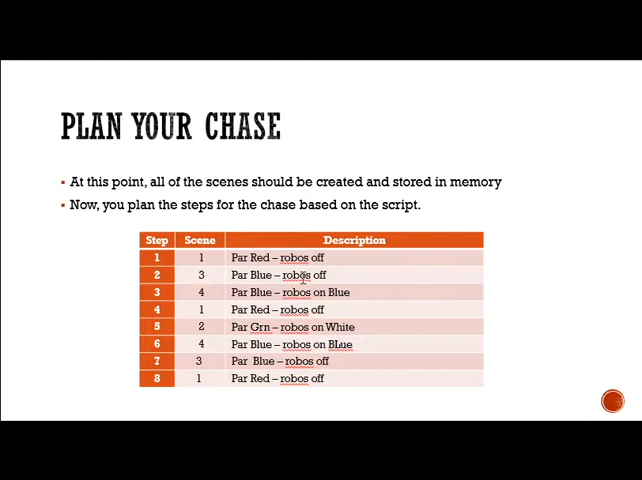 PLAN YOUR CHASE
▪ At this point, all of the scenes should be created and stored in memory
▪ Now, you plan the steps for the chase based on the script.
Step Scene Description
1 1 Par Red – robos off
2 3 Par Blue – robos off
3 4 Par Blue – robos on Blue
4 1 Par Red – robos off
5 2 Par Grn – robos on White
6 4 Par Blue – robos on BLue
7 3 Par  Blue – robos off
8 1 Par Red – robos off